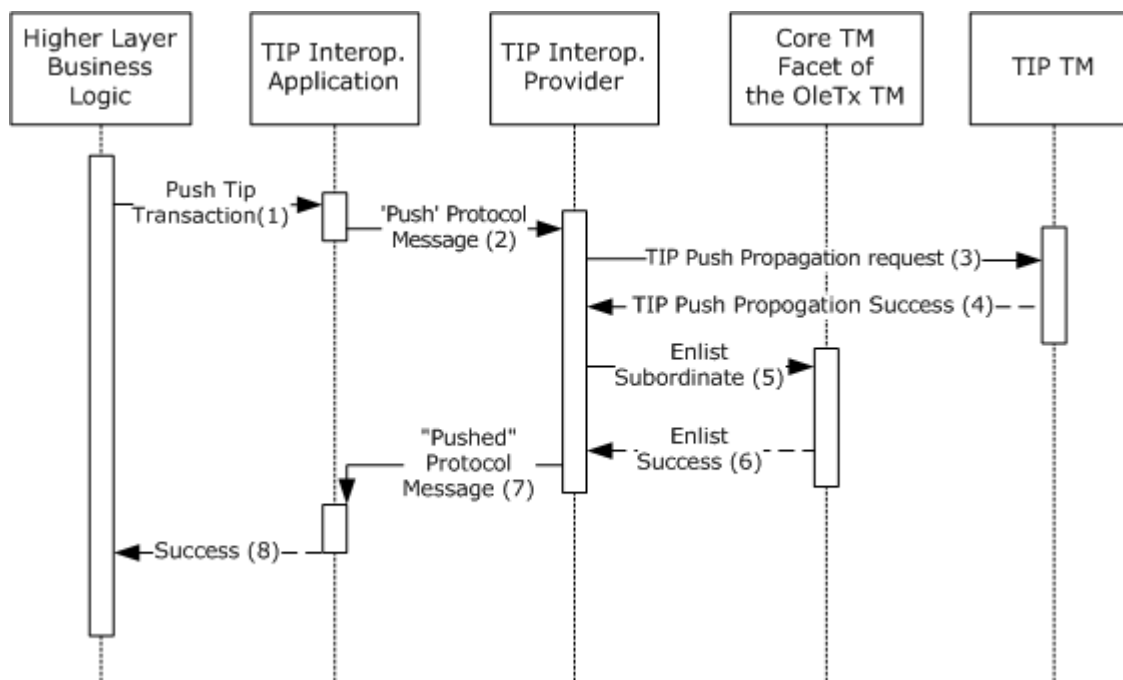 Higher Layer
Business
Logic
TIP Interop.
Application
TIP Interop.
Provider
Core TM
Facet of
the OleTx TM
TIP TM
Push Tip
Transaction(1)
'Push' Protocol
Message (2)
TIP Push Propagation request (3)
TIP Push Propogation Success (4)
Enlist
Subordinate (5)
Enlist
Success (6)
"Pushed"
Protocol
Message (7)
Success (8)